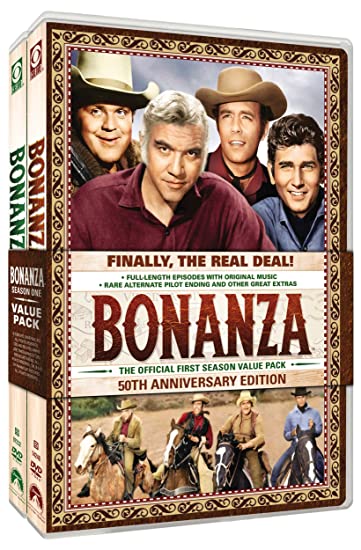 BONANZA
BONANZA
BONANZA
SEASON ONE
VALUE
PACK
DVD
DVD
FINALLY, THE REAL DEAL!
• FULL-LENGTH EPISODES WITH ORIGINAL MUSIC
• RARE ALTERNATE PILOT ENDING AND OTHER GREAT EXTRAS
BONANZA
THE OFFICIAL FIRST SEASON VALUE PACK
50TH ANNIVERSARY EDITION